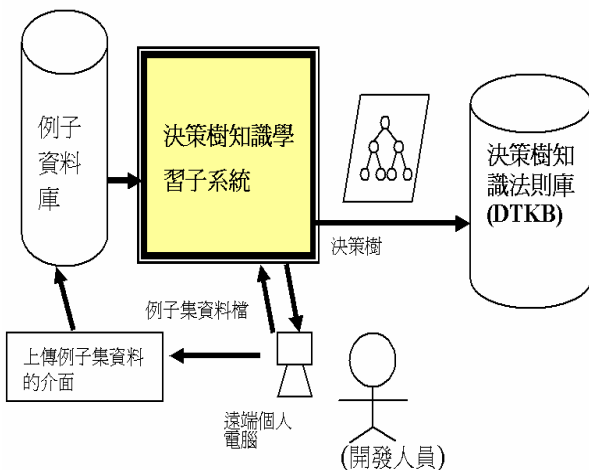 例子
資料
庫
決策樹知識學
習子系統
決策樹知
識法則庫
(DTKB)
決策樹
例子集資料檔
上傳例子集資料
的介面
遠端個人
電腦
(開發人員)